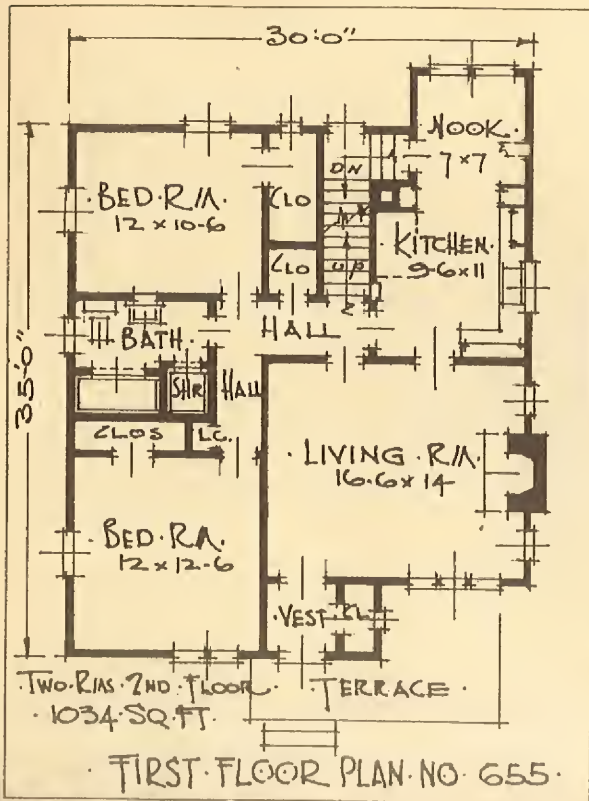 30'0"
NOOK
7 x 7
BED RM.
12 x 10-6
CLO
DN
KITCHEN
9-6 x 11
CLO
UP
35'0"
BATH
HALL
SHR
HALL
CLOS
L.C.
LIVING RM.
16-6 x 14
BED RM.
12 x 12-6
VEST. CL.
TWO RMS 2ND FLOOR
TERRACE
1034 SQ. FT.
FIRST FLOOR PLAN NO 655